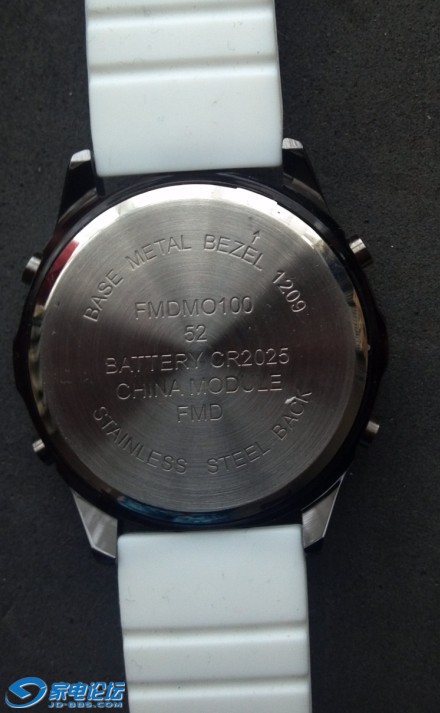 BASE METAL BEZEL 1209
FMDMO100
52
BATTERY CR2025
CHINA MODULE
FMD
STAINLESS STEEL BACK
家电论坛
JD-BBS.COM